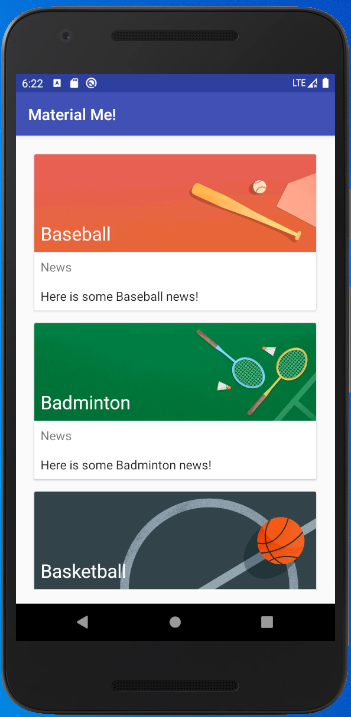 6:22 LTE
Material Me!
Baseball
News
Here is some Baseball news!
Badminton
News
Here is some Badminton news!
Basketball